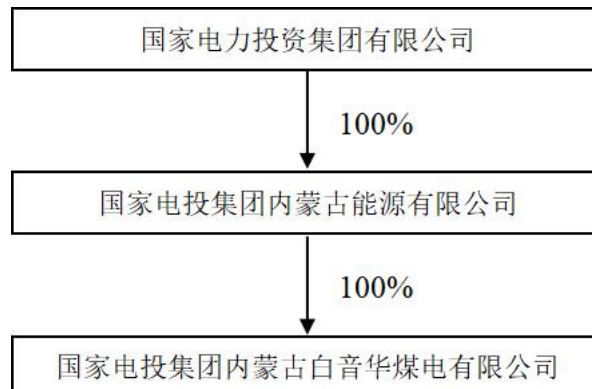 国家电力投资集团有限公司
100%
国家电投集团内蒙古能源有限公司
100%
国家电投集团内蒙古白音华煤电有限公司